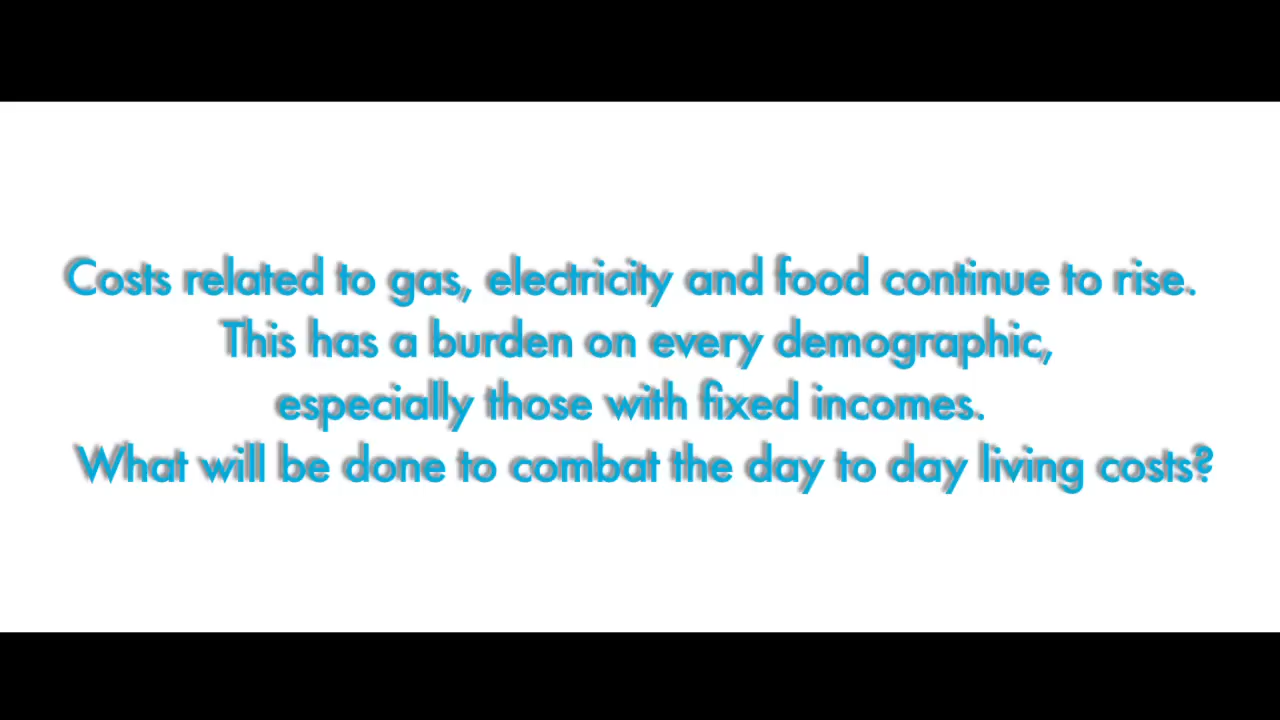 Costs related to gas, electricity and food continue to rise.
This has a burden on every demographic,
especially those with fixed incomes.
What will be done to combat the day to day living costs?